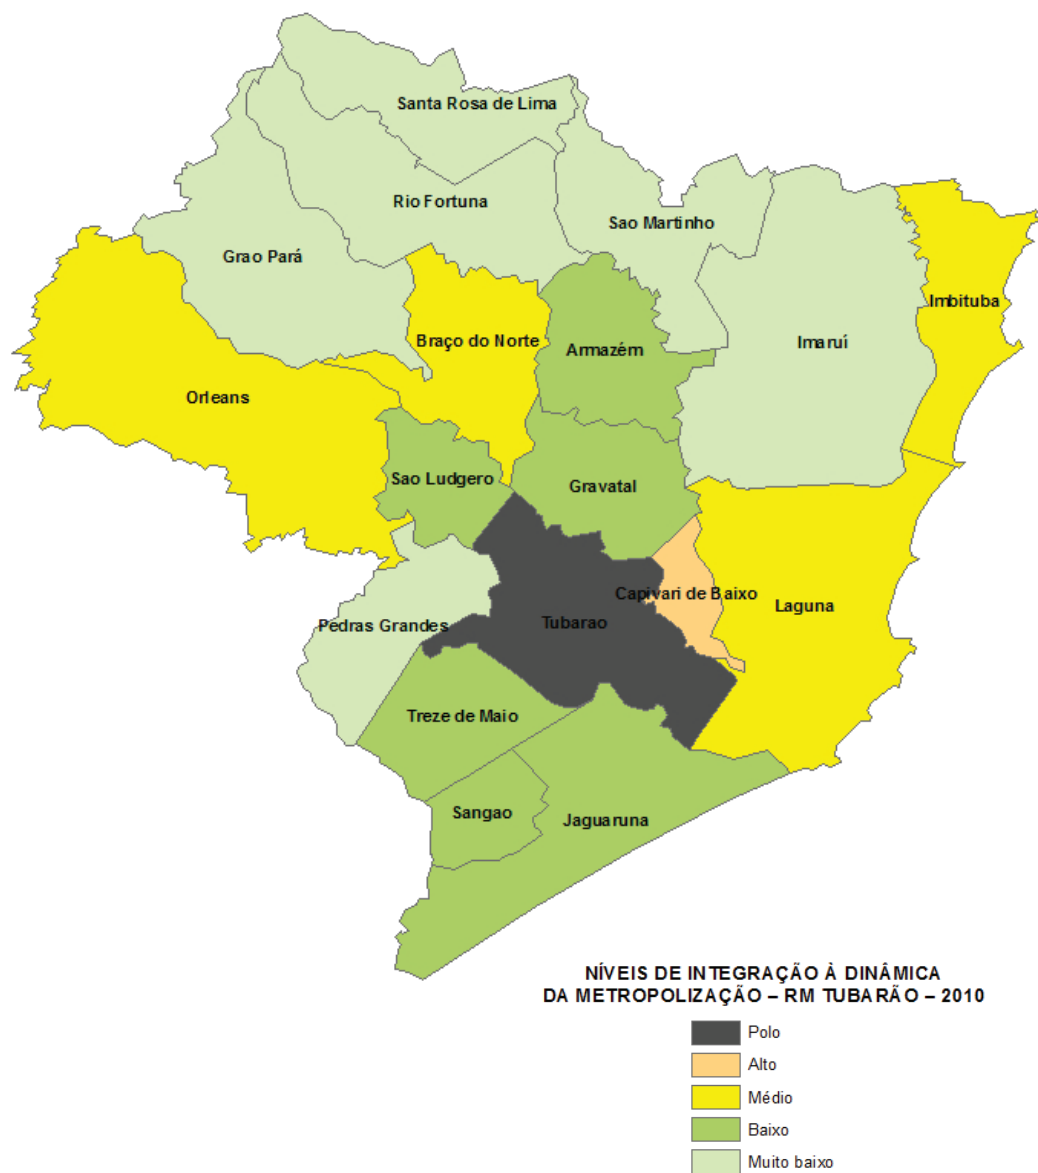 Santa Rosa de Lima
Rio Fortuna
Sao Martinho
Grao Pará
Imbituba
Braço do Norte
Armazém
Imaruí
Orleans
Sao Ludgero
Gravatal
Capivari de Baixo
Laguna
Pedras Grandes
Tubarao
Treze de Maio
Sangao
Jaguaruna
NÍVEIS DE INTEGRAÇÃO À DINÂMICA
DA METROPOLIZAÇÃO – RM TUBARÃO – 2010
Polo
Alto
Médio
Baixo
Muito baixo